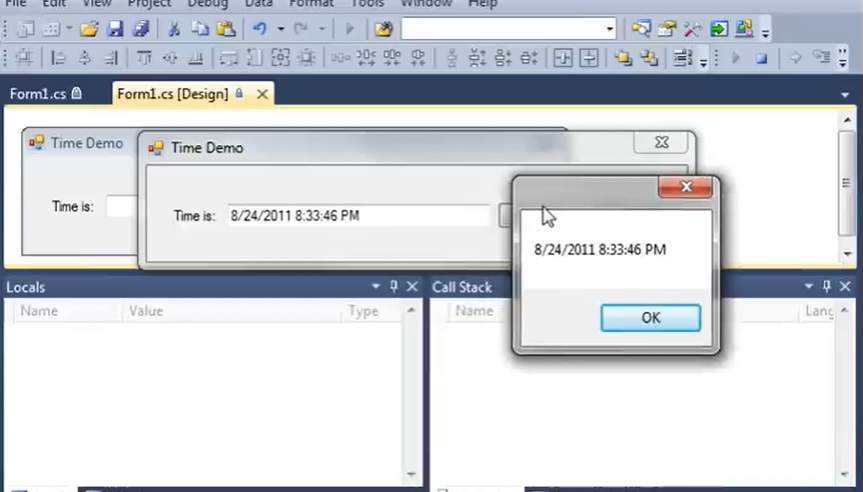 File Edit View Project Debug Data Format Tools Window Help
Form1.cs Form1.cs [Design]
Time Demo
Time is:
Time Demo
Time is: 8/24/2011 8:33:46 PM
8/24/2011 8:33:46 PM
OK
Locals
Name Value Type
Call Stack
Name Lang